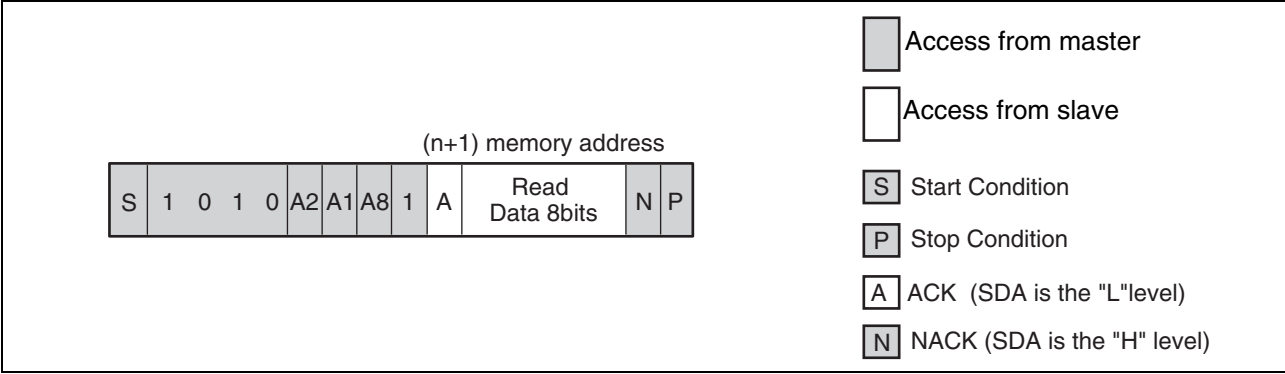 (n+1) memory address
S 1 0 1 0 A2 A1 A8 1 A Read Data 8bits N P
Access from master
Access from slave
S Start Condition
P Stop Condition
A ACK (SDA is the "L"level)
N NACK (SDA is the "H" level)